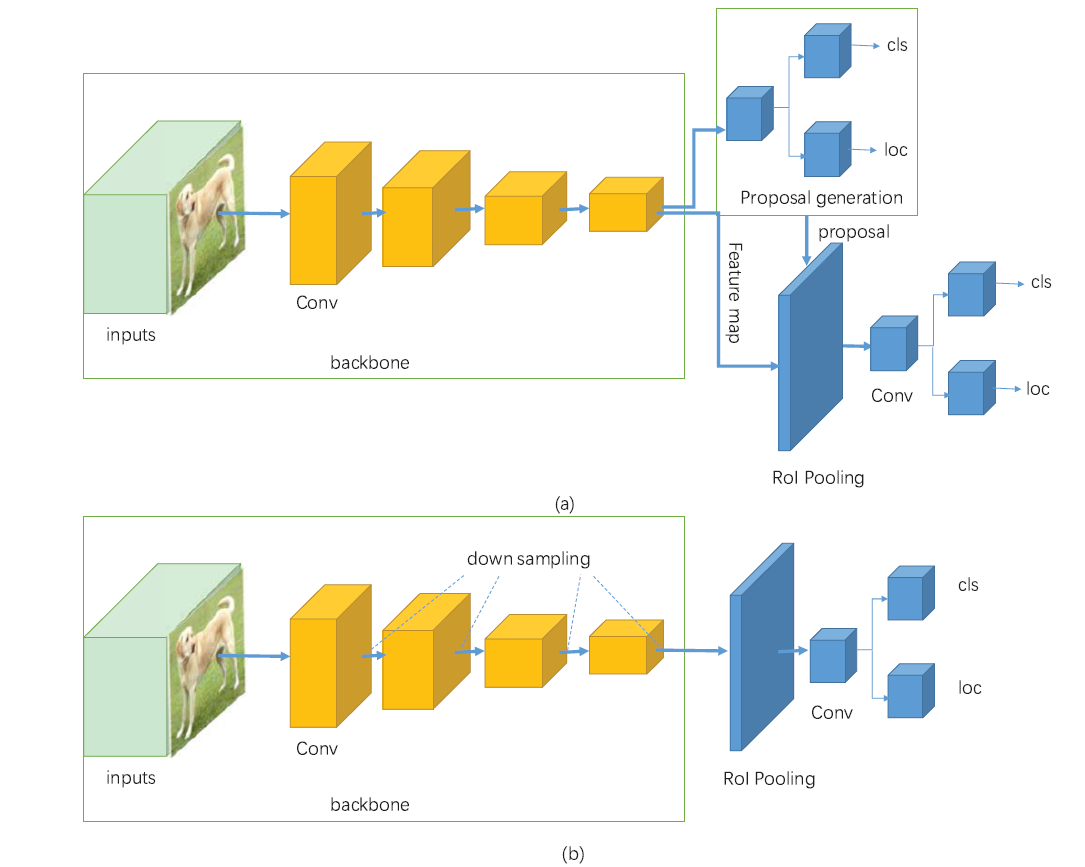 cls
loc
Proposal generation
proposal
Feature map
Conv
inputs
backbone
cls
Conv
loc
RoI Pooling
(a)
down sampling
cls
loc
Conv
Conv
inputs
RoI Pooling
backbone
(b)